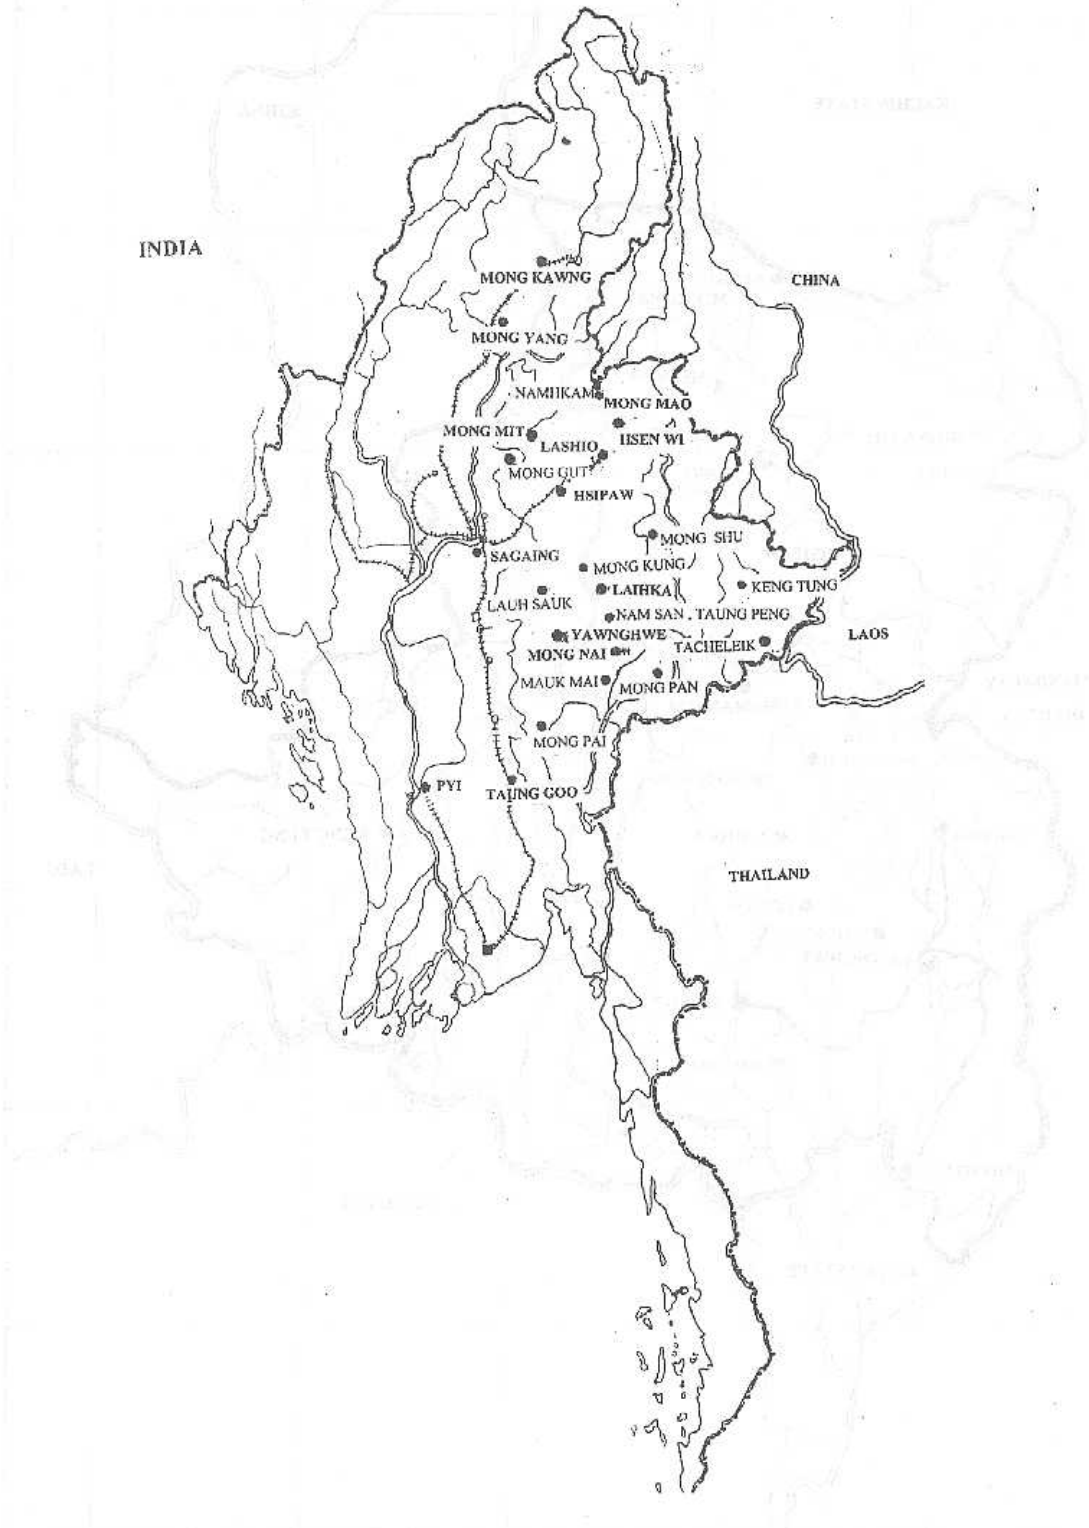 INDIA
MONG KAWNG
CHINA
MONG YANG
NAMHKAM
MONG MAO
MONG MIT
HSEN WI
LASHIO
MONG GUT
HSIPAW
MONG SHU
SAGAING
MONG KUNG
KENG TUNG
LAIHKA
LAUH SAUK
NAM SAN
TAUNG PENG
YAWNGHWE
LAOS
TACHELEIK
MONG NAI
MAUK MAI
MONG PAN
MONG PAI
PYI
TAUNG GOO
THAILAND